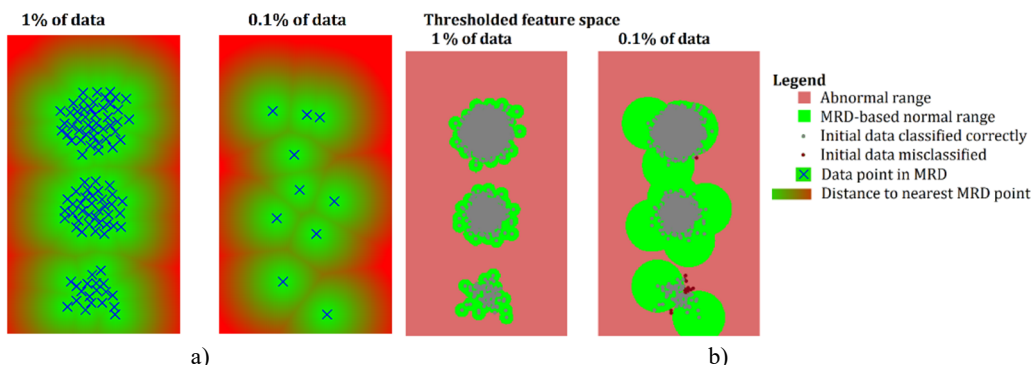 1% of data
0.1% of data
Thresholded feature space
1% of data
0.1% of data
Legend
Abnormal range
MRD-based normal range
Initial data classified correctly
Initial data misclassified
Data point in MRD
Distance to nearest MRD point
a)
b)